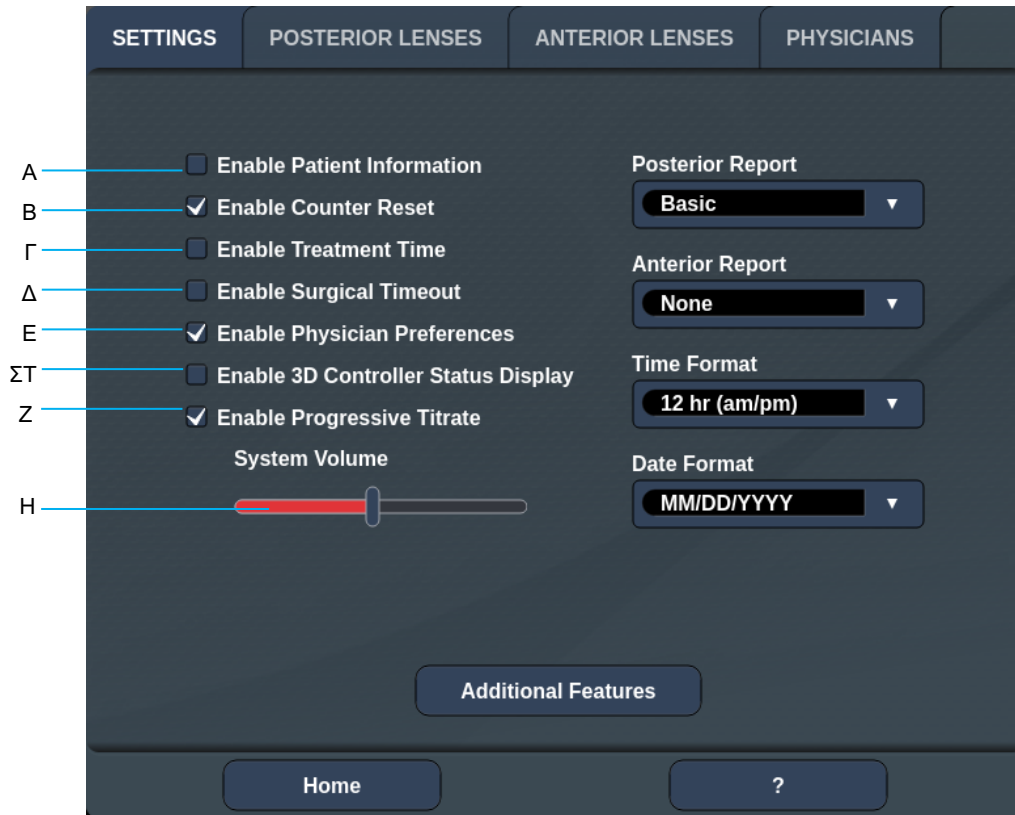 SETTINGS POSTERIOR LENSES ANTERIOR LENSES PHYSICIANS
Α Enable Patient Information
Β Enable Counter Reset
Γ Enable Treatment Time
Δ Enable Surgical Timeout
Ε Enable Physician Preferences
ΣΤ Enable 3D Controller Status Display
Ζ Enable Progressive Titrate
System Volume
Η
Posterior Report
Basic ▼
Anterior Report
None ▼
Time Format
12 hr (am/pm) ▼
Date Format
MM/DD/YYYY ▼
Additional Features
Home ?